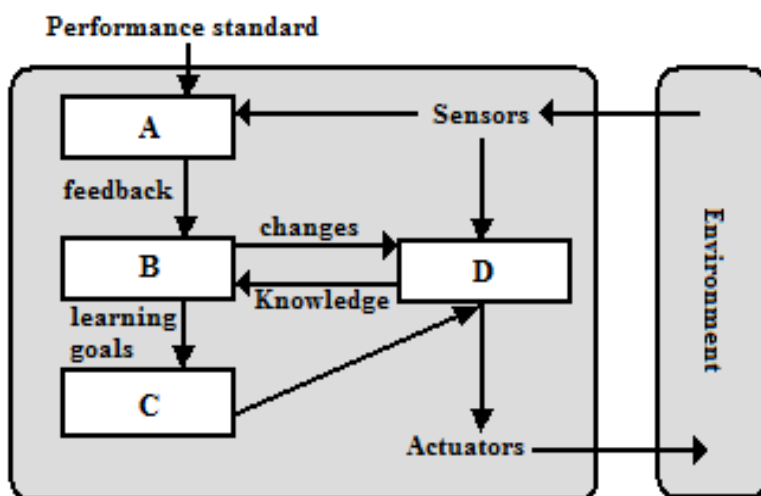 Performance standard
A
Sensors
feedback
changes
B
D
Knowledge
learning
goals
C
Actuators
Environment